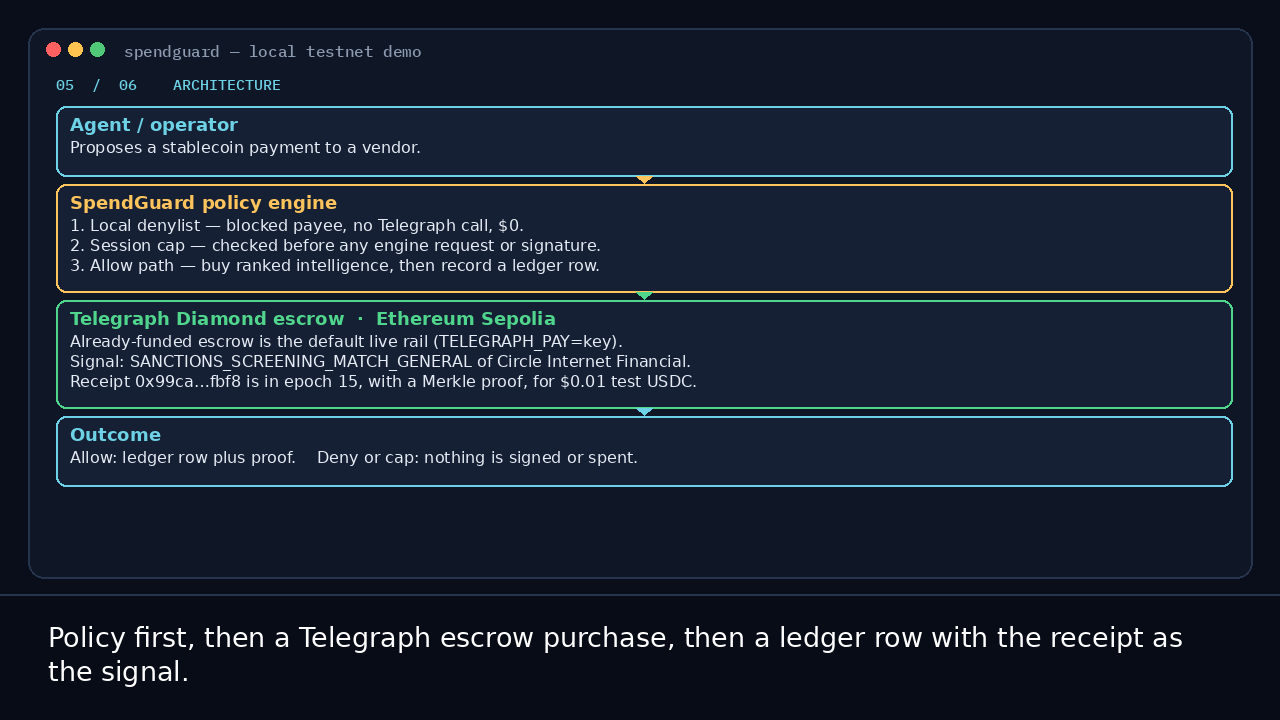 spendguard — local testnet demo
05 / 06 ARCHITECTURE
Agent / operator
Proposes a stablecoin payment to a vendor.
SpendGuard policy engine
1. Local denylist — blocked payee, no Telegraph call, $0.
2. Session cap — checked before any engine request or signature.
3. Allow path — buy ranked intelligence, then record a ledger row.
Telegraph Diamond escrow · Ethereum Sepolia
Already-funded escrow is the default live rail (TELEGRAPH_PAY=key).
Signal: SANCTIONS_SCREENING_MATCH_GENERAL of Circle Internet Financial.
Receipt 0x99ca…fbf8 is in epoch 15, with a Merkle proof, for $0.01 test USDC.
Outcome
Allow: ledger row plus proof. Deny or cap: nothing is signed or spent.
Policy first, then a Telegraph escrow purchase, then a ledger row with the receipt as
the signal.